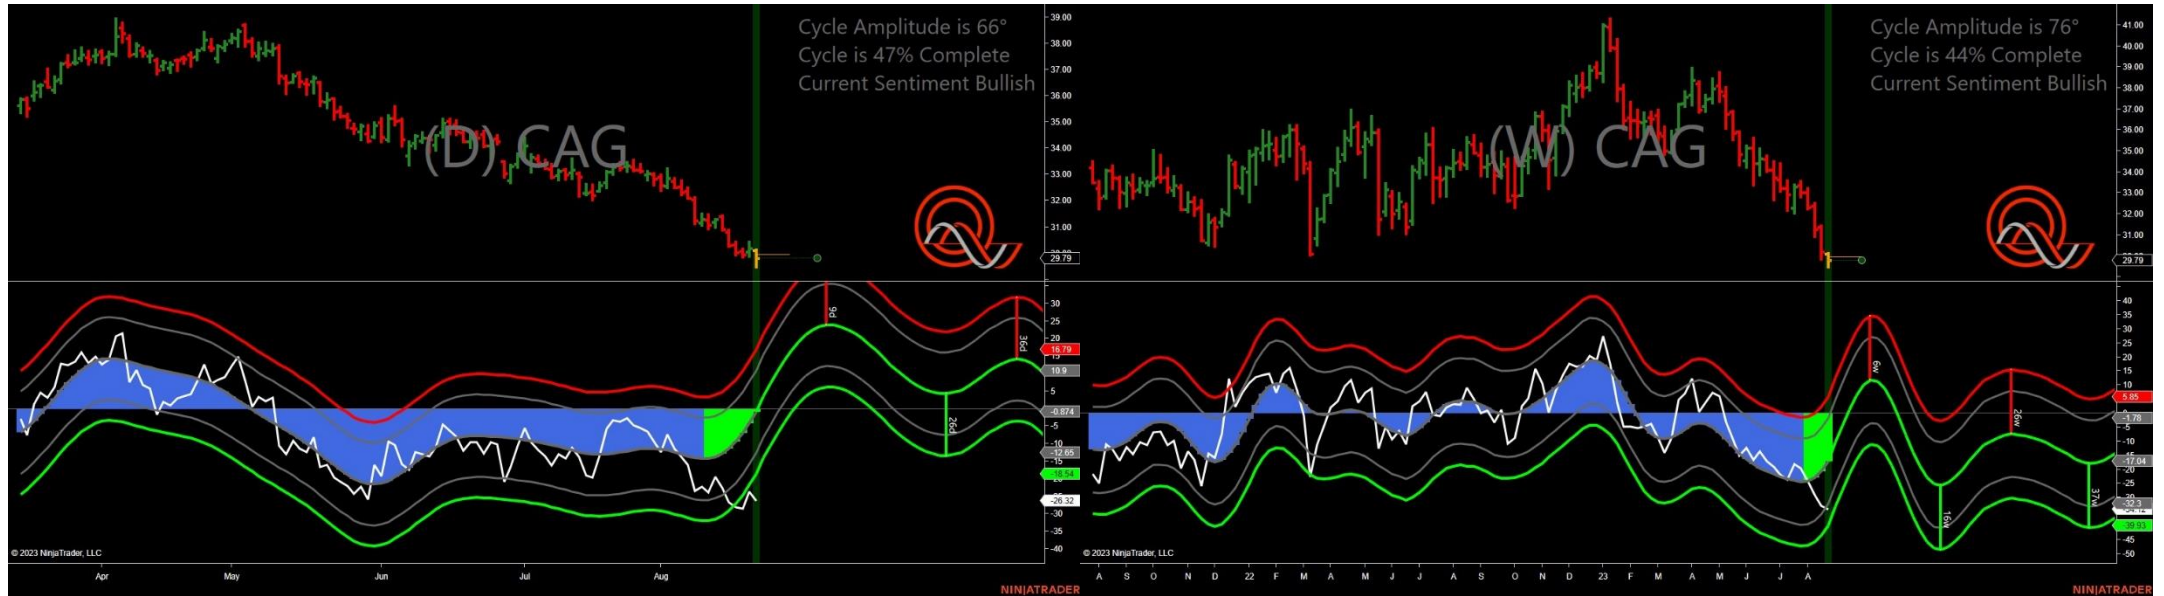 Cycle Amplitude is 66°
Cycle is 47% Complete
Current Sentiment Bullish
(D) CAG
39.00
38.00
37.00
36.00
35.00
34.00
33.00
32.00
31.00
29.79
30
25
20
16.79
10.9
5
-0.874
-5
-10
-12.65
-15
-18.54
-26.32
-30
-35
-40
9d
26d
36d
© 2023 NinjaTrader, LLC
Apr May Jun Jul Aug
NINJATRADER
Cycle Amplitude is 76°
Cycle is 44% Complete
Current Sentiment Bullish
(W) CAG
41.00
40.00
39.00
38.00
37.00
36.00
35.00
34.00
33.00
32.00
31.00
29.79
40
35
30
25
20
15
10
5.85
-1.78
-5
-10
-17.04
-20
-25
-32.3
-39.93
-45
-50
6w
16w
26w
37w
© 2023 NinjaTrader, LLC
A S O N D 22 F M A M J J A S O N D 23 F M A M J J A
NINJATRADER